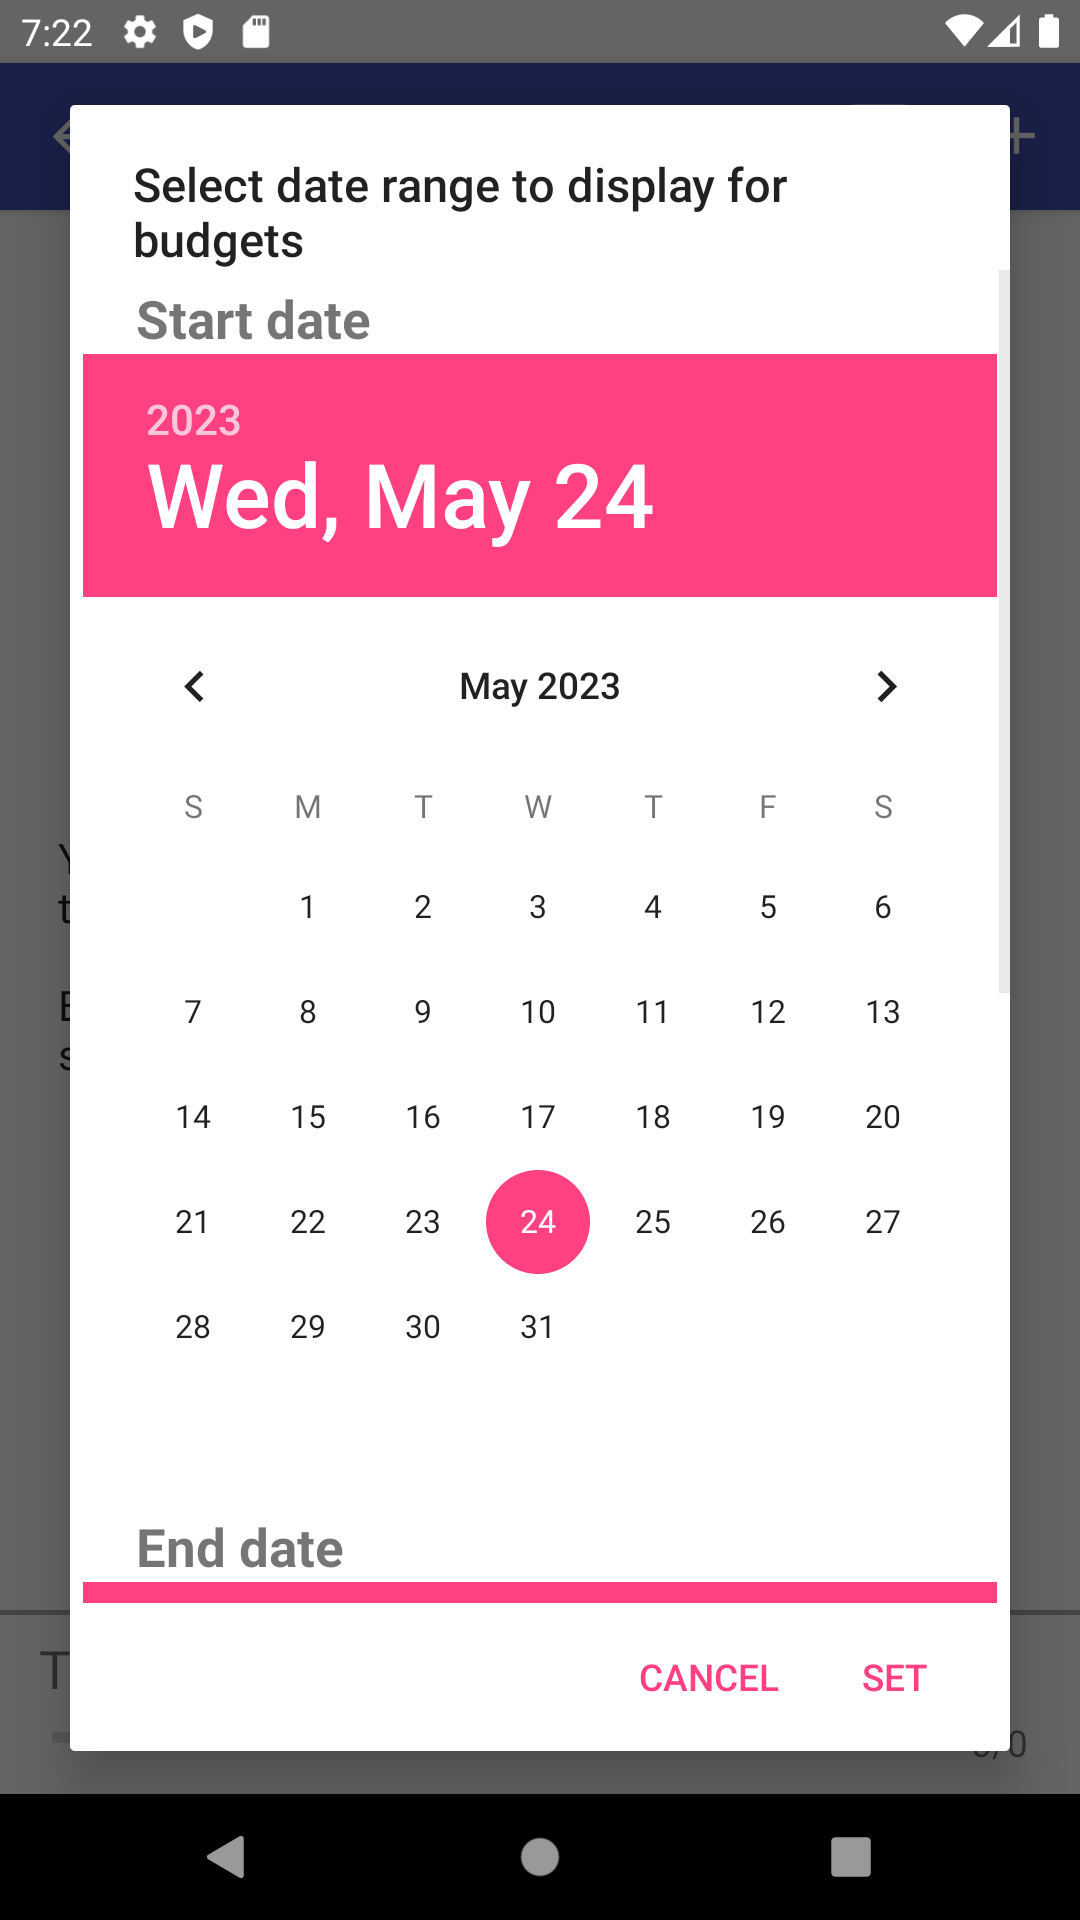 7:22
Select date range to display for
budgets
Start date
2023
Wed, May 24
May 2023
S M T W T F S
1 2 3 4 5 6
7 8 9 10 11 12 13
14 15 16 17 18 19 20
21 22 23 24 25 26 27
28 29 30 31
End date
CANCEL SET